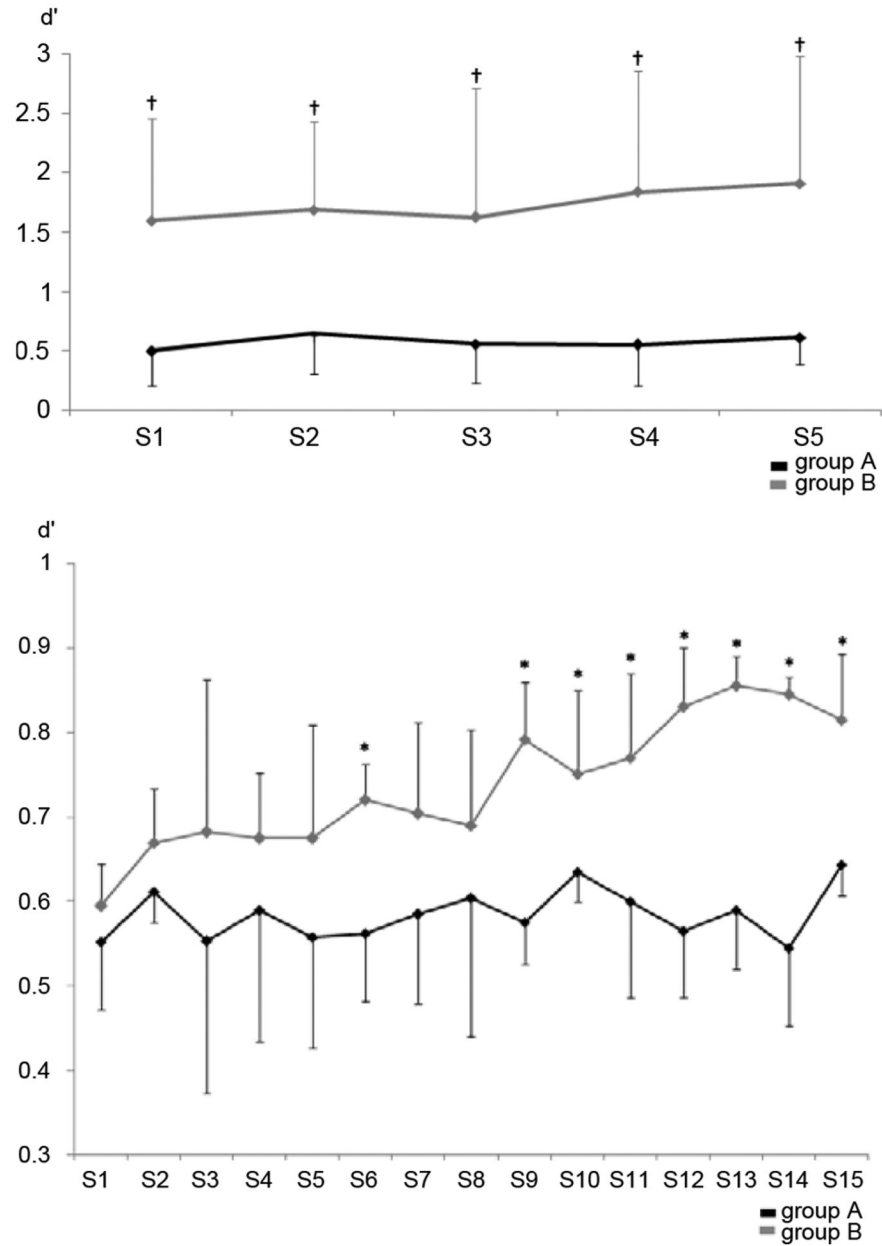 d'
3
†
†
†
†
†
2.5
2
1.5
1
0.5
0
S1 S2 S3 S4 S5
group A
group B
d'
1
0.9
* * * * * * *
0.8
*
0.7
0.6
0.5
0.4
0.3
S1 S2 S3 S4 S5 S6 S7 S8 S9 S10 S11 S12 S13 S14 S15
group A
group B